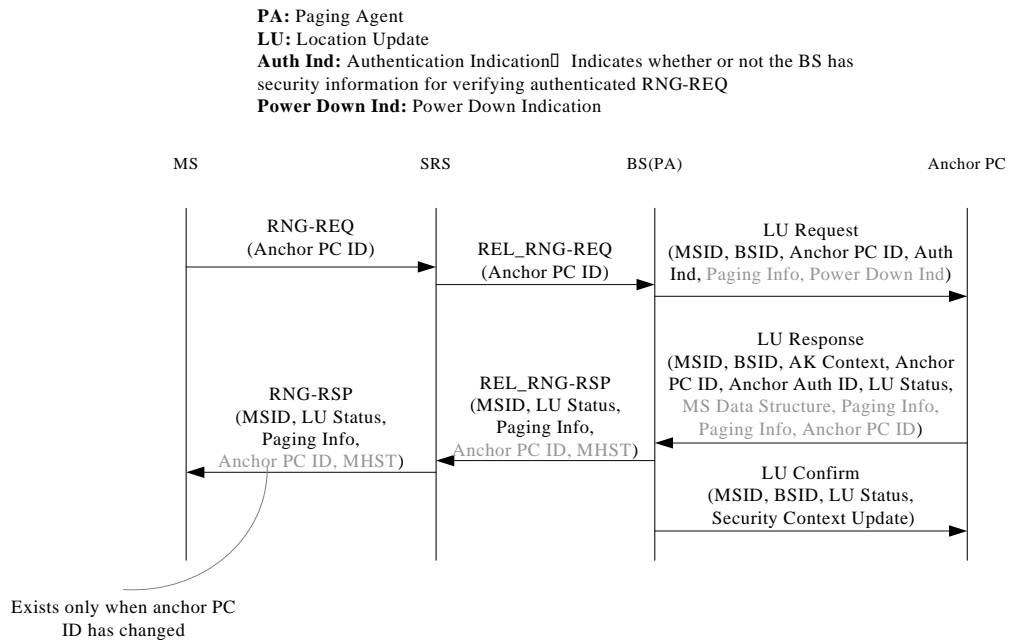 PA: Paging Agent
LU: Location Update
Auth Ind: Authentication Indication▯ Indicates whether or not the BS has
security information for verifying authenticated RNG-REQ
Power Down Ind: Power Down Indication
MS
SRS
BS(PA)
Anchor PC
RNG-REQ
(Anchor PC ID)
REL_RNG-REQ
(Anchor PC ID)
LU Request
(MSID, BSID, Anchor PC ID, Auth
Ind, Paging Info, Power Down Ind)
LU Response
(MSID, BSID, AK Context, Anchor
PC ID, Anchor Auth ID, LU Status,
MS Data Structure, Paging Info,
Paging Info, Anchor PC ID)
REL_RNG-RSP
(MSID, LU Status,
Paging Info,
Anchor PC ID, MHST)
RNG-RSP
(MSID, LU Status,
Paging Info,
Anchor PC ID, MHST)
LU Confirm
(MSID, BSID, LU Status,
Security Context Update)
Exists only when anchor PC
ID has changed